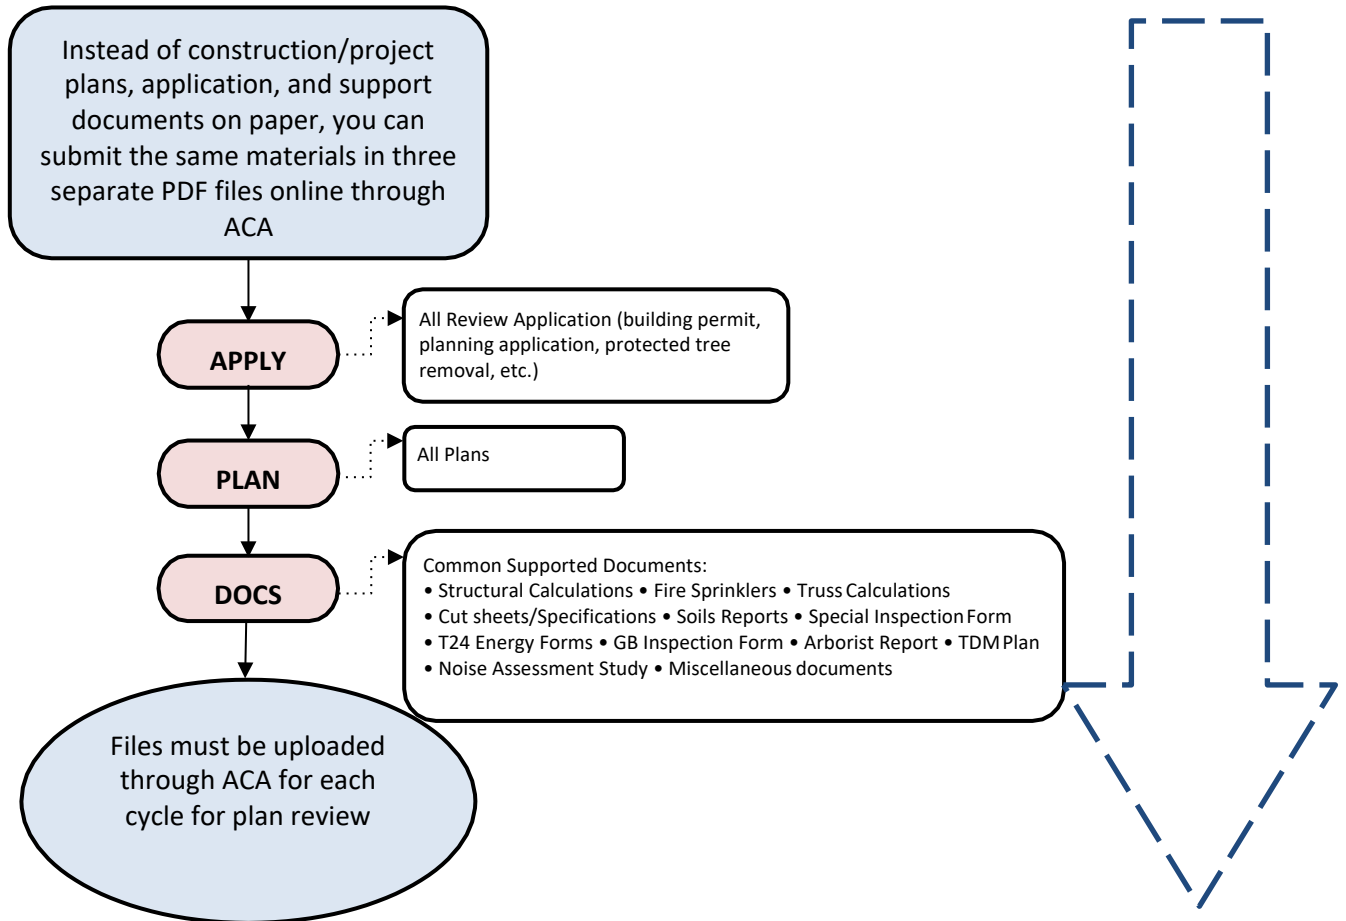 Instead of construction/project
plans, application, and support
documents on paper, you can
submit the same materials in three
separate PDF files online through
ACA
APPLY
All Review Application (building permit,
planning application, protected tree
removal, etc.)
PLAN
All Plans
DOCS
Common Supported Documents:
• Structural Calculations • Fire Sprinklers • Truss Calculations
• Cut sheets/Specifications • Soils Reports • Special Inspection Form
• T24 Energy Forms • GB Inspection Form • Arborist Report • TDM Plan
• Noise Assessment Study • Miscellaneous documents
Files must be uploaded
through ACA for each
cycle for plan review